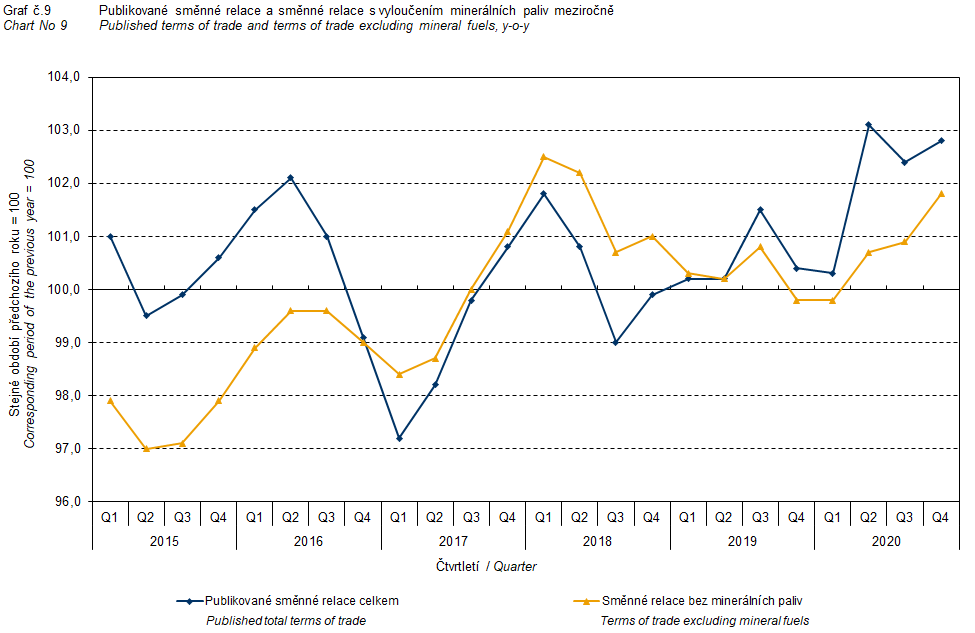 Graf č.9 Publikované směnné relace a směnné relace s vyloučením minerálních paliv meziročně
Chart No 9 Published terms of trade and terms of trade excluding mineral fuels, y-o-y
Stejné období předchozího roku = 100
Corresponding period of the previous year = 100
104,0
103,0
102,0
101,0
100,0
99,0
98,0
97,0
96,0
Q1 Q2 Q3 Q4 Q1 Q2 Q3 Q4 Q1 Q2 Q3 Q4 Q1 Q2 Q3 Q4 Q1 Q2 Q3 Q4 Q1 Q2 Q3 Q4
2015 2016 2017 2018 2019 2020
Čtvrtletí / Quarter
Publikované směnné relace celkem Směnné relace bez minerálních paliv
Published total terms of trade Terms of trade excluding mineral fuels